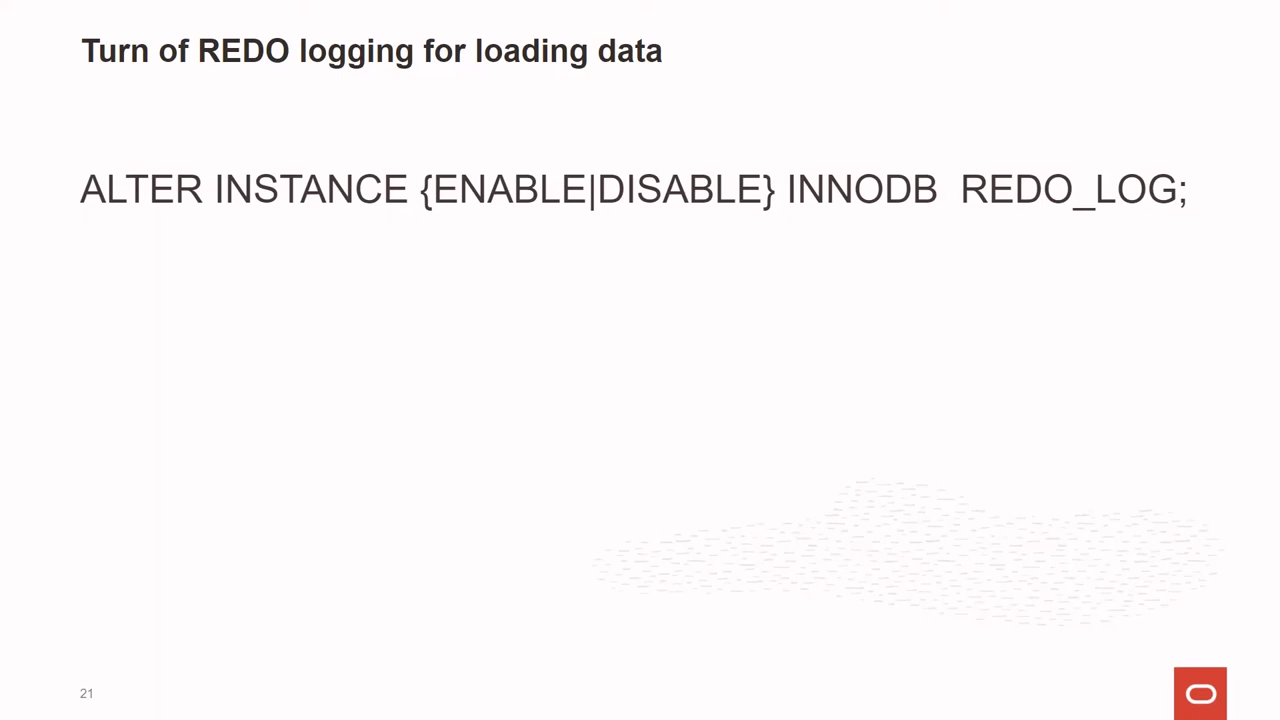 Turn of REDO logging for loading data
ALTER INSTANCE {ENABLE|DISABLE} INNODB  REDO_LOG;
21